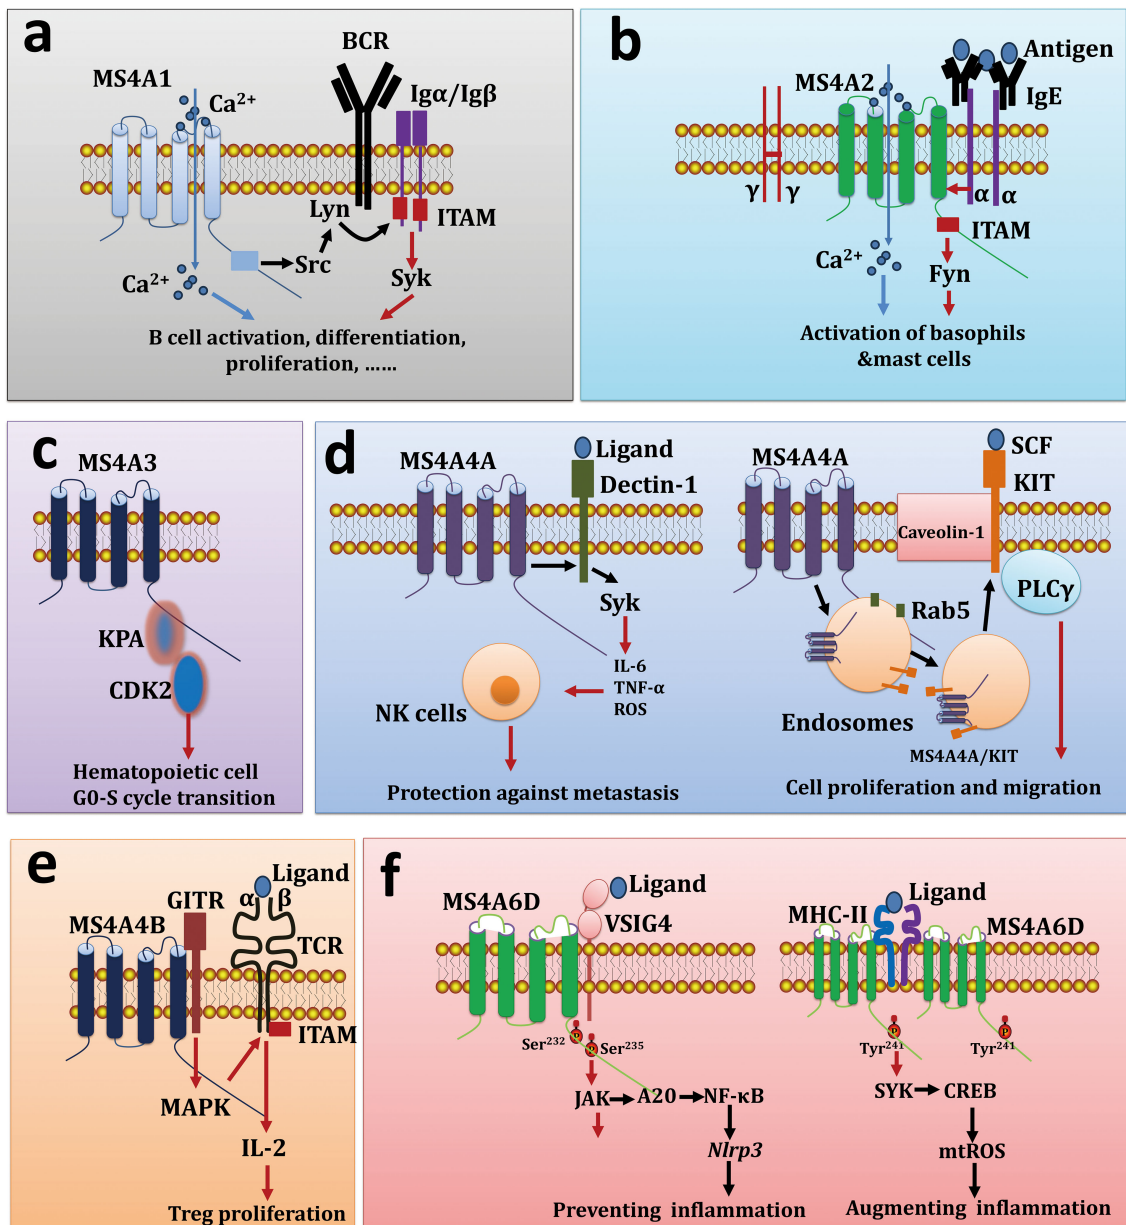 a
BCR
MS4A1
Ca²⁺
Igα/Igβ
Lyn
ITAM
Src
Syk
Ca²⁺
B cell activation, differentiation,
proliferation, ......
b
Antigen
MS4A2
IgE
γ γ
α α
ITAM
Ca²⁺
Fyn
Activation of basophils
&mast cells
c
MS4A3
KPA
CDK2
Hematopoietic cell
G0-S cycle transition
d
MS4A4A
Ligand
Dectin-1
Syk
IL-6
TNF-α
ROS
NK cells
Protection against metastasis
MS4A4A
SCF
KIT
Caveolin-1
PLCγ
Rab5
Endosomes
MS4A4A/KIT
Cell proliferation and migration
e
Ligand
GITR
α β
MS4A4B
TCR
ITAM
MAPK
IL-2
Treg proliferation
f
Ligand
MS4A6D
VSIG4
P
Ser²³²
P
Ser²³⁵
JAK
A20
NF-κB
Nlrp3
Preventing inflammation
Ligand
MHC-II
MS4A6D
P
Tyr²⁴¹
P
Tyr²⁴¹
SYK
CREB
mtROS
Augmenting inflammation